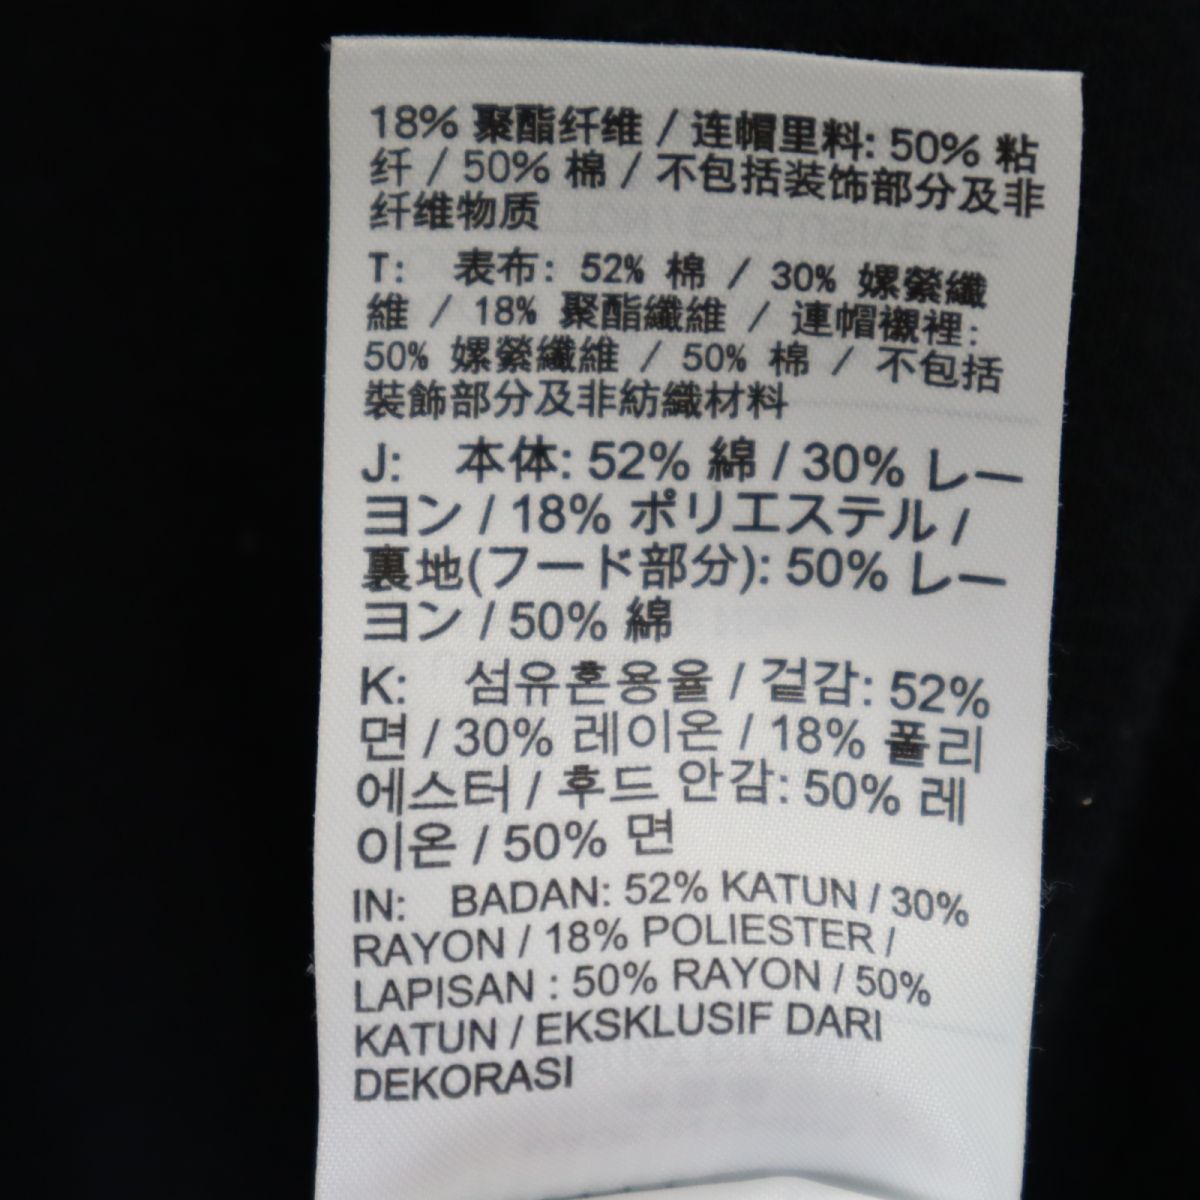 18% 聚酯纤维 / 连帽里料: 50% 粘
纤 / 50% 棉 / 不包括装饰部分及非
纤维物质
T: 表布: 52% 棉 / 30% 嫘縈纖
維 / 18% 聚酯纖維 / 連帽襯裡:
50% 嫘縈纖維 / 50% 棉 / 不包括
裝飾部分及非紡織材料
J: 本体: 52% 綿 / 30% レー
ヨン / 18% ポリエステル /
裏地(フード部分): 50% レー
ヨン / 50% 綿
K: 섬유혼용율 / 겉감: 52%
면 / 30% 레이온 / 18% 폴리
에스터 / 후드 안감: 50% 레
이온 / 50% 면
IN: BADAN: 52% KATUN / 30%
RAYON / 18% POLIESTER /
LAPISAN : 50% RAYON / 50%
KATUN / EKSKLUSIF DARI
DEKORASI